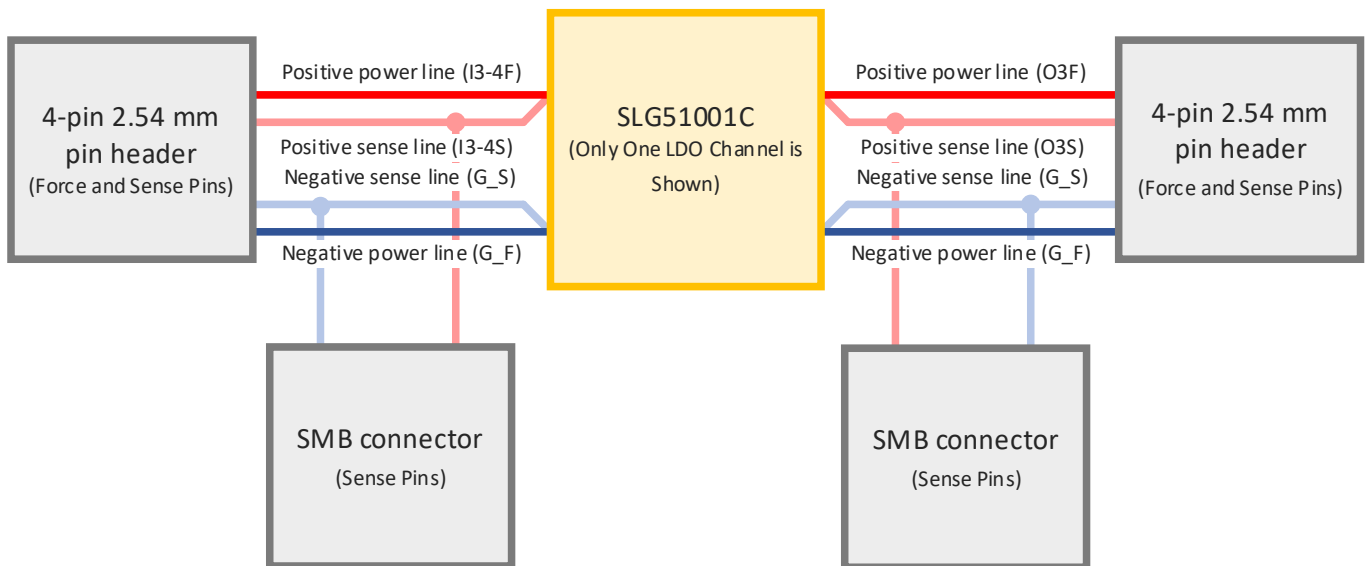 4-pin 2.54 mm
pin header
(Force and Sense Pins)
Positive power line (I3-4F)
Positive sense line (I3-4S)
Negative sense line (G_S)
Negative power line (G_F)
SLG51001C
(Only One LDO Channel is
Shown)
Positive power line (O3F)
Positive sense line (O3S)
Negative sense line (G_S)
Negative power line (G_F)
4-pin 2.54 mm
pin header
(Force and Sense Pins)
SMB connector
(Sense Pins)
SMB connector
(Sense Pins)